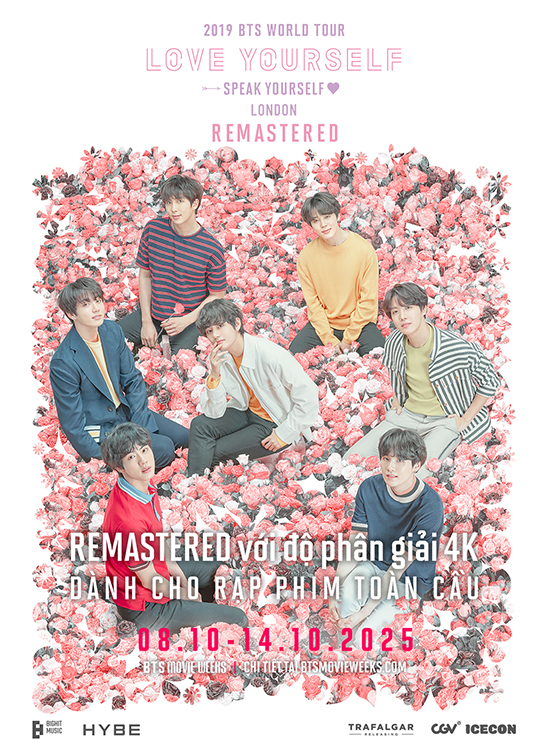 2019 BTS WORLD TOUR
LOVE YOURSELF
SPEAK YOURSELF
LONDON
REMASTERED
REMASTERED với độ phân giải 4K
DÀNH CHO RẠP PHIM TOÀN CẦU
08.10-14.10.2025
BTS MOVIE WEEKS | CHI TIẾT TẠI BTSMOVIEWEEKS.COM
BIGHIT MUSIC HYBE TRAFALGAR RELEASING CGV ICECON